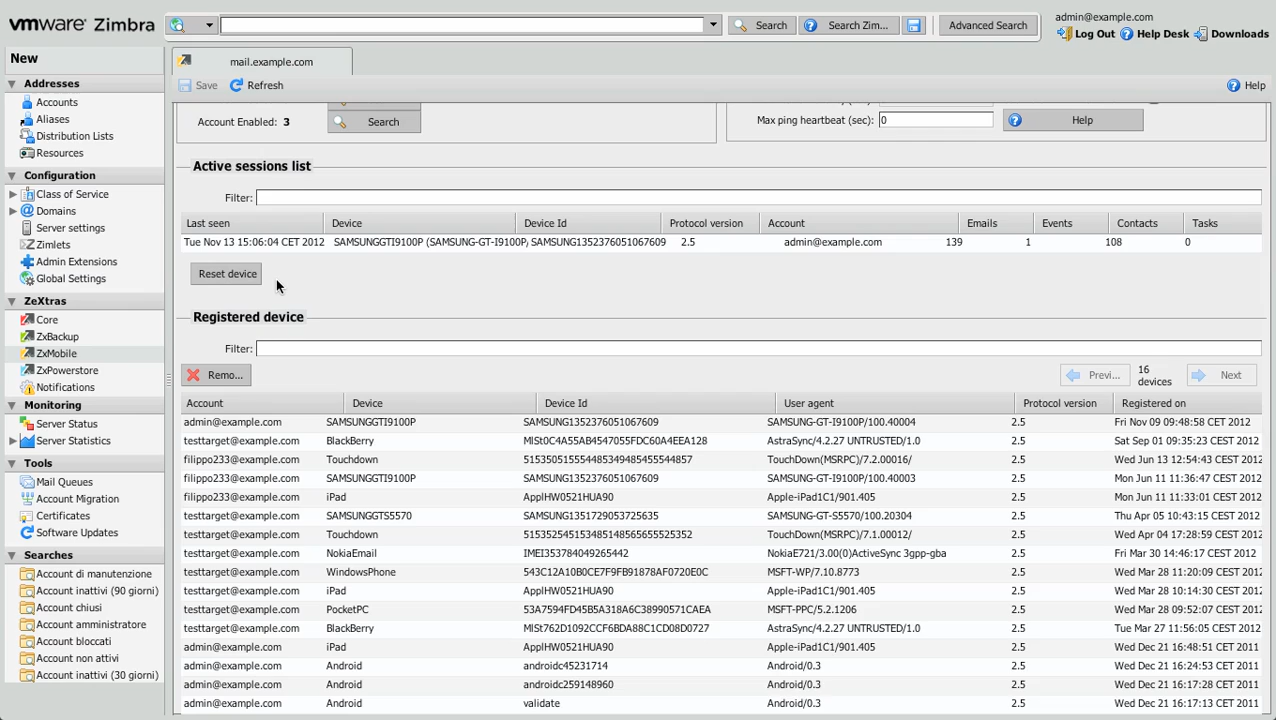 vmware Zimbra
Search
Search Zim...
Advanced Search
admin@example.com
Log Out
Help Desk
Downloads
New
mail.example.com
Save
Refresh
Help
Addresses
Accounts
Aliases
Distribution Lists
Resources
Configuration
Class of Service
Domains
Server settings
Zimlets
Admin Extensions
Global Settings
ZeXtras
Core
ZxBackup
ZxMobile
ZxPowerstore
Notifications
Monitoring
Server Status
Server Statistics
Tools
Mail Queues
Account Migration
Certificates
Software Updates
Searches
Account di manutenzione
Account inattivi (90 giorni)
Account chiusi
Account amministratore
Account bloccati
Account non attivi
Account inattivi (30 giorni)
Account Enabled: 3
Search
Max ping heartbeat (sec): 0
Help
Active sessions list
Filter:
Last seen Device Device Id Protocol version Account Emails Events Contacts Tasks
Tue Nov 13 15:06:04 CET 2012 SAMSUNGGTI9100P (SAMSUNG-GT-I9100P, SAMSUNG1352376051067609 2.5 admin@example.com 139 1 108 0
Reset device
Registered device
Filter:
Remo...
Previ...
16 devices
Next
Account Device Device Id User agent Protocol version Registered on
admin@example.com SAMSUNGGTI9100P SAMSUNG1352376051067609 SAMSUNG-GT-I9100P/100.40004 2.5 Fri Nov 09 09:48:58 CET 2012
testtarget@example.com BlackBerry MISt0C4A55AB4547055FDC60A4EEA128 AstraSync/4.2.27 UNTRUSTED/1.0 2.5 Sat Sep 01 09:35:23 CEST 2012
filippo233@example.com Touchdown 51535051555448534948545554​4857 TouchDown(MSRPC)/7.2.00016/ 2.5 Wed Jun 13 12:54:43 CEST 2012
filippo233@example.com SAMSUNGGTI9100P SAMSUNG1352376051067609 SAMSUNG-GT-I9100P/100.40003 2.5 Mon Jun 11 11:36:47 CEST 2012
filippo233@example.com iPad ApplHW0521HUA90 Apple-iPad1C1/901.405 2.5 Mon Jun 11 11:33:01 CEST 2012
testtarget@example.com SAMSUNGGTS5570 SAMSUNG1351729053725635 SAMSUNG-GT-S5570/100.20304 2.5 Thu Apr 05 10:43:15 CEST 2012
testtarget@example.com Touchdown 51535254515348514856565552​5352 TouchDown(MSRPC)/7.1.00012/ 2.5 Wed Apr 04 17:28:59 CEST 2012
testtarget@example.com NokiaEmail IMEI353784049265442 NokiaE721/3.00(0)ActiveSync 3gpp-gba 2.5 Fri Mar 30 14:46:17 CEST 2012
testtarget@example.com WindowsPhone 543C12A10B0CE7F9FB91878AF0720E0C MSFT-WP/7.10.8773 2.5 Wed Mar 28 11:20:09 CEST 2012
testtarget@example.com iPad ApplHW0521HUA90 Apple-iPad1C1/901.405 2.5 Wed Mar 28 10:14:30 CEST 2012
testtarget@example.com PocketPC 53A7594FD45B5A318A6C38990571CAEA MSFT-PPC/5.2.1206 2.5 Wed Mar 28 09:52:07 CEST 2012
testtarget@example.com BlackBerry MISt762D1092CCF6BDA88C1CD08D0727 AstraSync/4.2.27 UNTRUSTED/1.0 2.5 Tue Mar 27 11:56:05 CEST 2012
admin@example.com iPad ApplHW0521HUA90 Apple-iPad1C1/901.405 2.5 Wed Dec 21 16:48:51 CET 2011
admin@example.com Android androidc45231714 Android/0.3 2.5 Wed Dec 21 16:24:53 CET 2011
admin@example.com Android androidc259148960 Android/0.3 2.5 Wed Dec 21 16:17:28 CET 2011
admin@example.com Android validate Android/0.3 2.5 Wed Dec 21 16:17:13 CET 2011